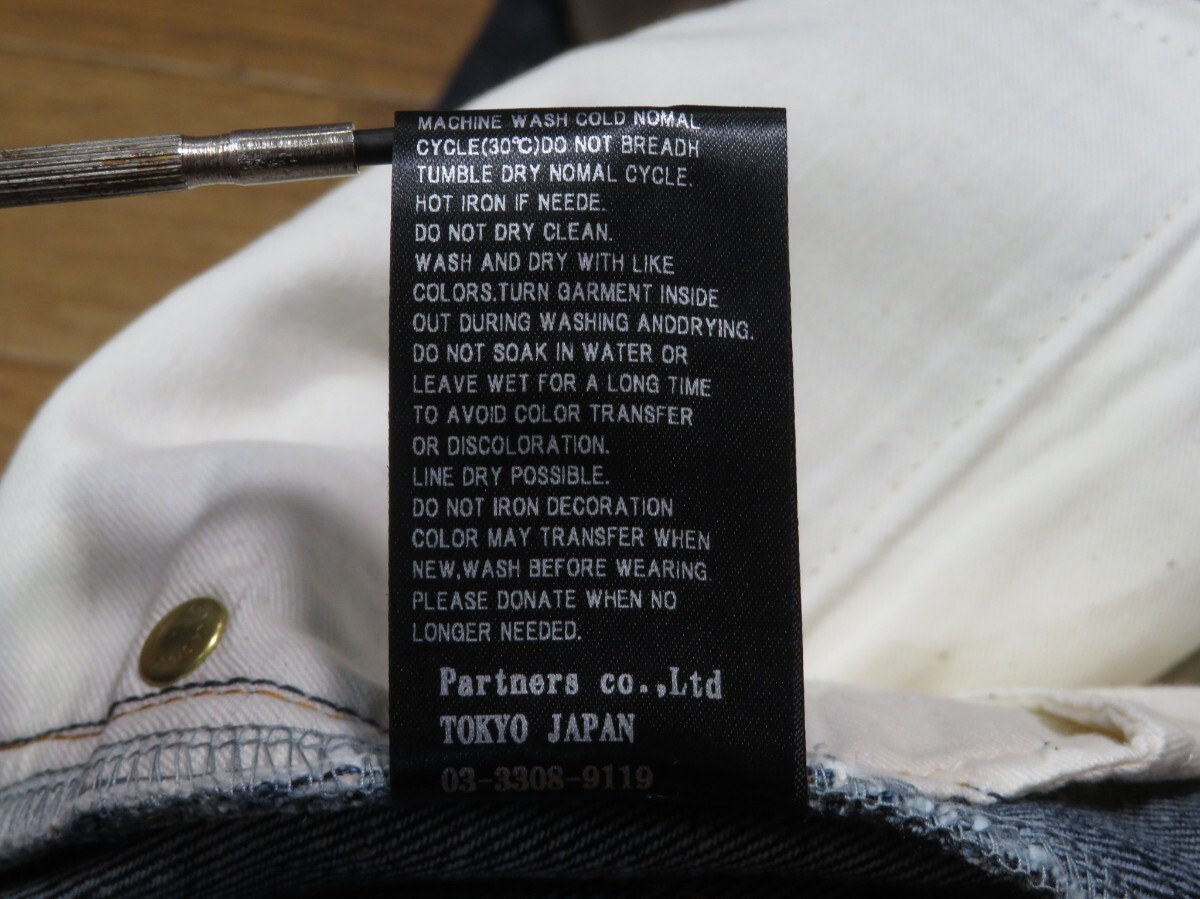 MACHINE WASH COLD NOMAL
CYCLE(30℃)DO NOT BREADH
TUMBLE DRY NOMAL CYCLE.
HOT IRON IF NEEDE.
DO NOT DRY CLEAN.
WASH AND DRY WITH LIKE
COLORS.TURN GARMENT INSIDE
OUT DURING WASHING ANDDRYING.
DO NOT SOAK IN WATER OR
LEAVE WET FOR A LONG TIME
TO AVOID COLOR TRANSFER
OR DISCOLORATION.
LINE DRY POSSIBLE.
DO NOT IRON DECORATION
COLOR MAY TRANSFER WHEN
NEW,WASH BEFORE WEARING.
PLEASE DONATE WHEN NO
LONGER NEEDED.
Partners co.,Ltd
TOKYO JAPAN
03-3308-9119